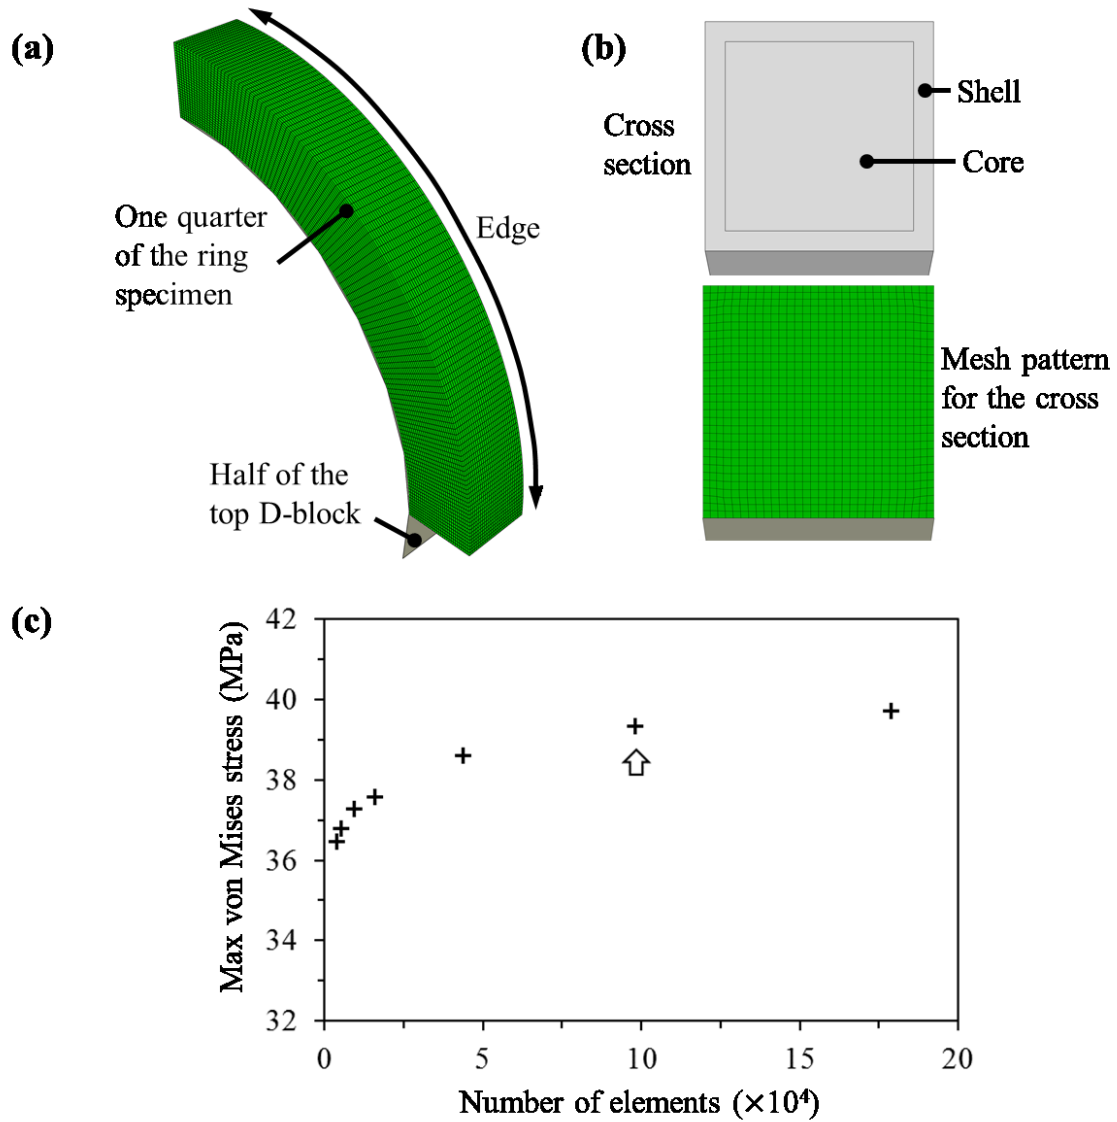 (a)
One quarter
of the ring
specimen
Edge
Half of the
top D-block
(b)
Cross
section
Shell
Core
Mesh pattern
for the cross
section
(c)
Max von Mises stress (MPa)
42
40
38
36
34
32
0 5 10 15 20
Number of elements (×10⁴)